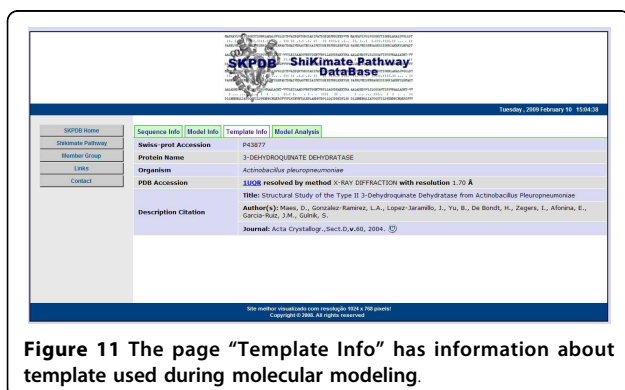 SKPDB ShiKimate Pathway
DataBase
Tuesday , 2009 February 10 15:04:38
SKPDB Home
Shikimate Pathway
Member Group
Links
Contact
Sequence Info Model Info Template Info Model Analysis
Swiss-prot Accession P43877
Protein Name 3-DEHYDROQUINATE DEHYDRATASE
Organism Actinobacillus pleuropneumoniae
PDB Accession 1UQR resolved by method X-RAY DIFFRACTION with resolution 1.70 Å
Description Citation
Title: Structural Study of the Type II 3-Dehydroquinate Dehydratase from Actinobacillus Pleuropneumoniae
Author(s): Maes, D., Gonzalez-Ramirez, L.A., Lopez-Jaramillo, J., Yu, B., De Bondt, H., Zegers, I., Afonina, E.,
Garcia-Ruiz, J.M., Gulnik, S.
Journal: Acta Crystallogr.,Sect.D,v.60, 2004.
Site melhor visualizado com resolução 1024 x 768 pixels!
Copyright © 2008, All rights reserved
Figure 11 The page “Template Info” has information about
template used during molecular modeling.